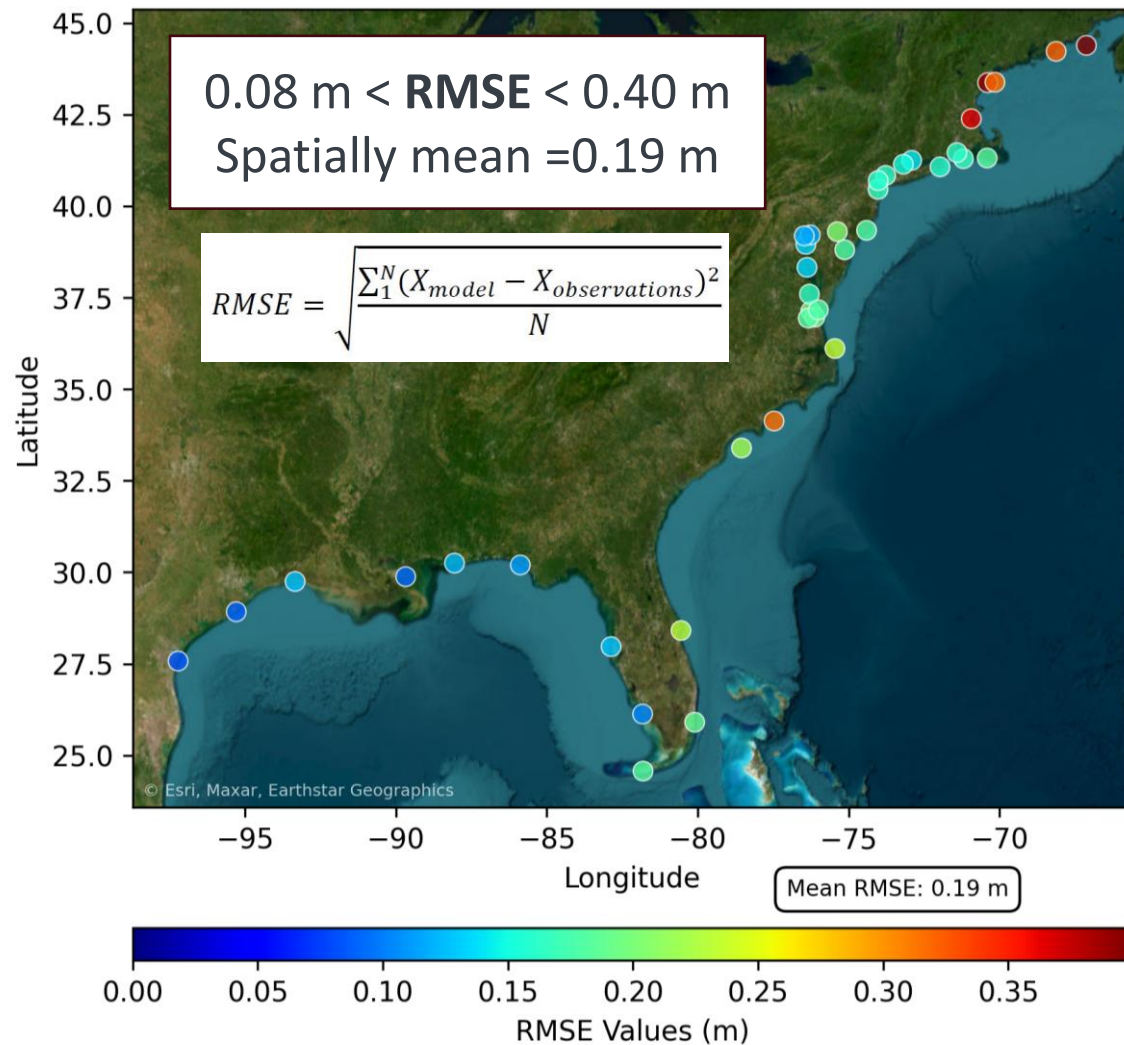 0.08 m < RMSE < 0.40 m
Spatially mean =0.19 m
RMSE = √(∑₁ᴺ(X_model − X_observations)²/N)
Latitude
45.0
42.5
40.0
37.5
35.0
32.5
30.0
27.5
25.0
© Esri, Maxar, Earthstar Geographics
−95 −90 −85 −80 −75 −70
Longitude
Mean RMSE: 0.19 m
0.00 0.05 0.10 0.15 0.20 0.25 0.30 0.35
RMSE Values (m)